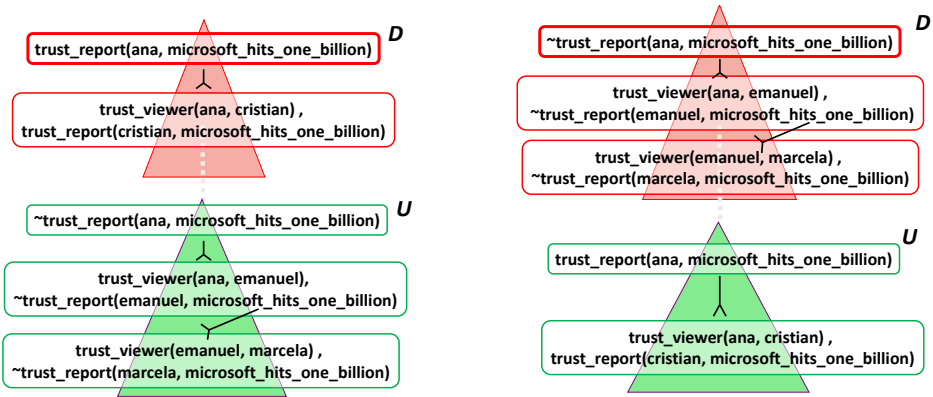 D
trust_report(ana, microsoft_hits_one_billion)
trust_viewer(ana, cristian) ,
trust_report(cristian, microsoft_hits_one_billion)
U
~trust_report(ana, microsoft_hits_one_billion)
trust_viewer(ana, emanuel),
~trust_report(emanuel, microsoft_hits_one_billion)
trust_viewer(emanuel, marcela) ,
~trust_report(marcela, microsoft_hits_one_billion)
D
~trust_report(ana, microsoft_hits_one_billion)
trust_viewer(ana, emanuel) ,
~trust_report(emanuel, microsoft_hits_one_billion)
trust_viewer(emanuel, marcela) ,
~trust_report(marcela, microsoft_hits_one_billion)
U
trust_report(ana, microsoft_hits_one_billion)
trust_viewer(ana, cristian) ,
trust_report(cristian, microsoft_hits_one_billion)